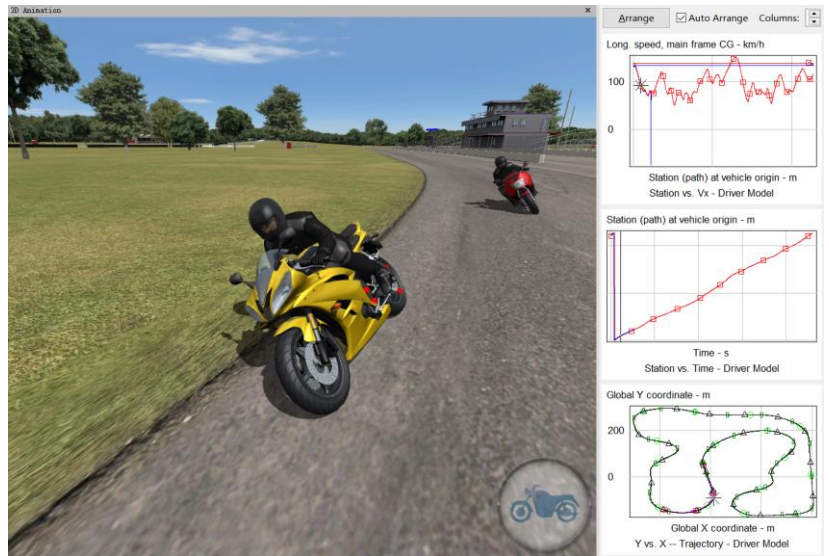 3D Animation ×
Arrange Auto Arrange Columns:
Long. speed, main frame CG - km/h
100
0
Station (path) at vehicle origin - m
Station vs. Vx - Driver Model
Station (path) at vehicle origin - m
Time - s
Station vs. Time - Driver Model
Global Y coordinate - m
200
0
Global X coordinate - m
Y vs. X -- Trajectory - Driver Model